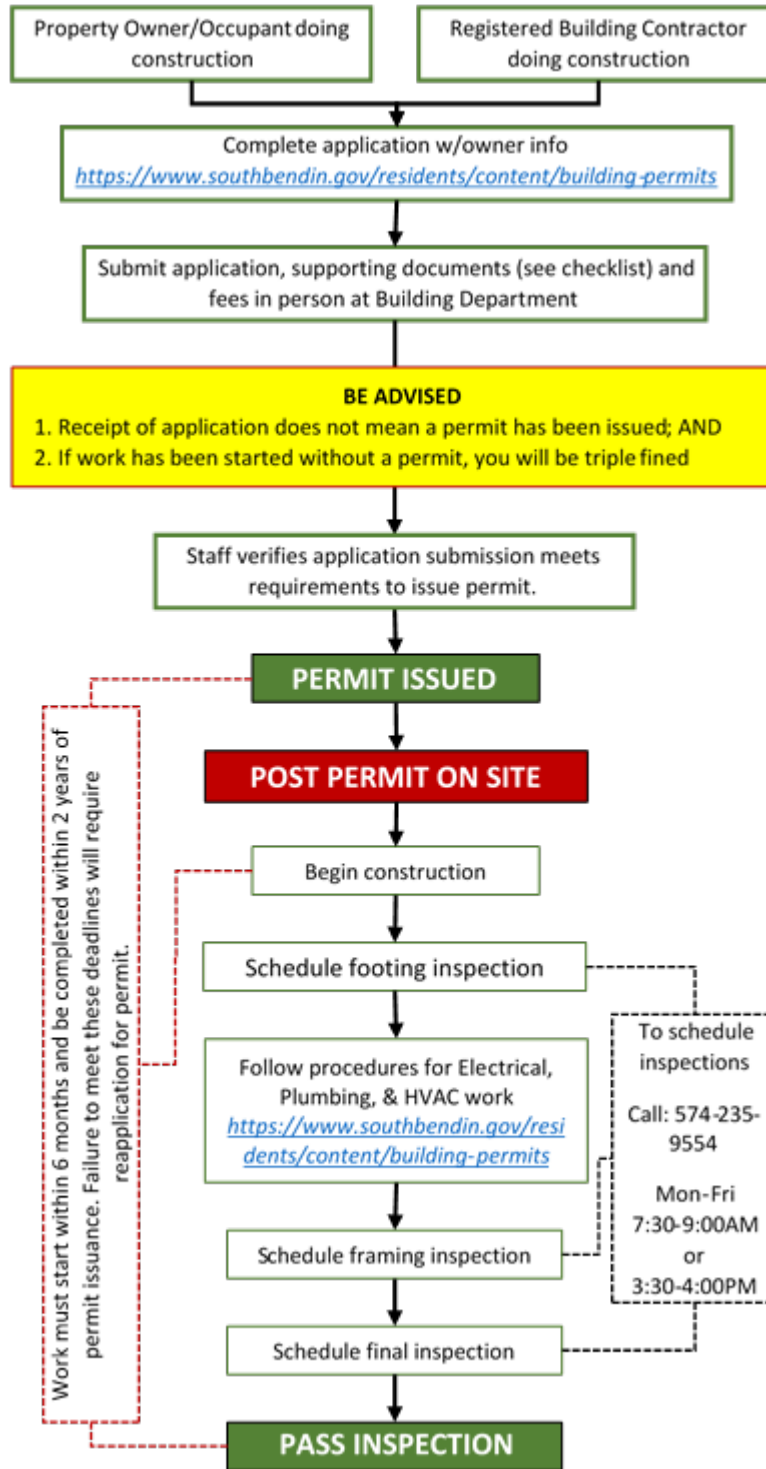 Property Owner/Occupant doing
construction
Registered Building Contractor
doing construction
Complete application w/owner info
https://www.southbendin.gov/residents/content/building-permits
Submit application, supporting documents (see checklist) and
fees in person at Building Department
BE ADVISED
1. Receipt of application does not mean a permit has been issued; AND
2. If work has been started without a permit, you will be triple fined
Staff verifies application submission meets
requirements to issue permit.
PERMIT ISSUED
POST PERMIT ON SITE
Begin construction
Schedule footing inspection
Follow procedures for Electrical,
Plumbing, & HVAC work
https://www.southbendin.gov/resi
dents/content/building-permits
Schedule framing inspection
Schedule final inspection
PASS INSPECTION
Work must start within 6 months and be completed within 2 years of
permit issuance. Failure to meet these deadlines will require
reapplication for permit.
To schedule
inspections
Call: 574-235-
9554
Mon-Fri
7:30-9:00AM
or
3:30-4:00PM